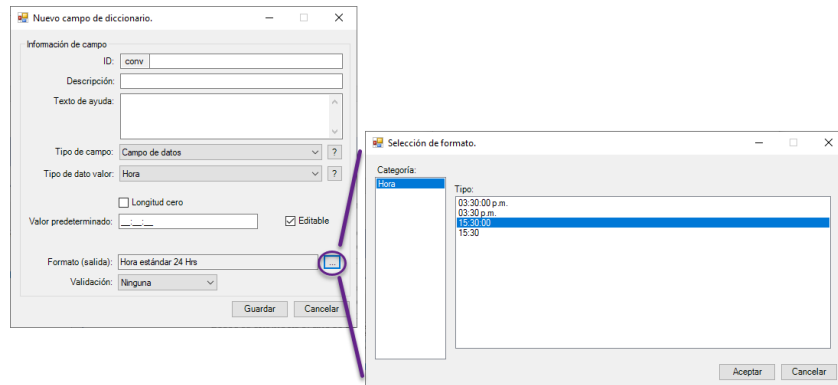 Nuevo campo de diccionario.
Información de campo
ID: conv
Descripción:
Texto de ayuda:
Tipo de campo: Campo de datos ?
Tipo de dato valor: Hora ?
Longitud cero
Valor predeterminado: __:__:__ Editable
Formato (salida): Hora estándar 24 Hrs ...
Validación: Ninguna
Guardar Cancelar
Selección de formato.
Categoría:
Hora
Tipo:
03:30:00 p.m.
03:30 p.m.
15:30:00
15:30
Aceptar Cancelar